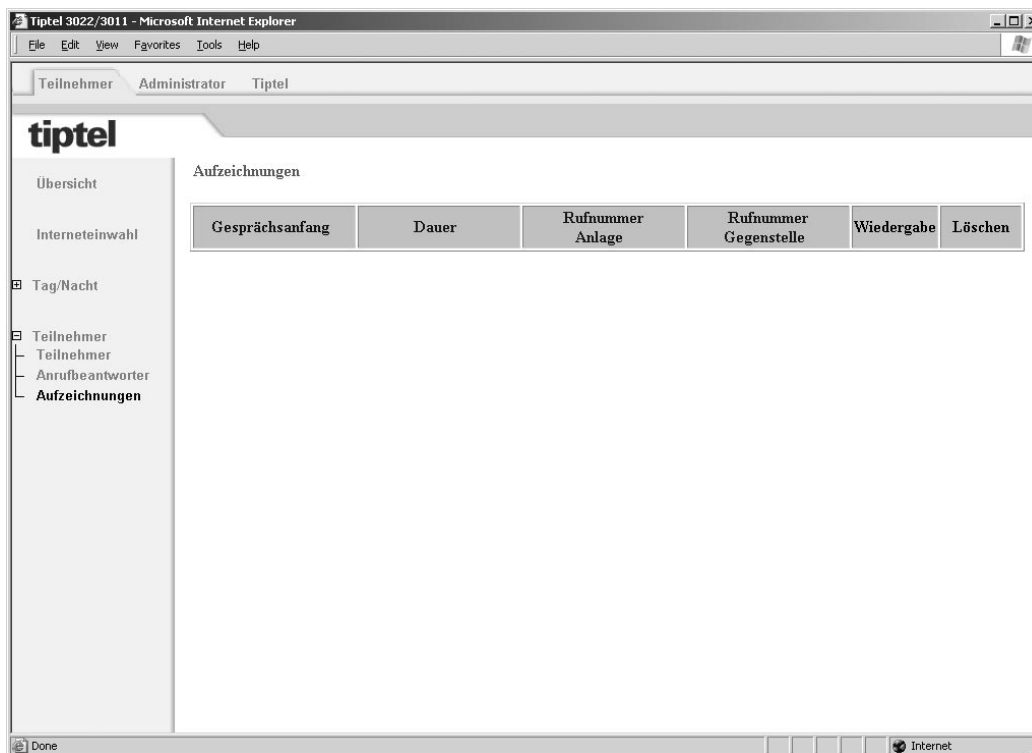 Tiptel 3022/3011 - Microsoft Internet Explorer
File Edit View Favorites Tools Help
Teilnehmer Administrator Tiptel
tiptel
Übersicht
Interneteinwahl
Tag/Nacht
Teilnehmer
Teilnehmer
Anrufbeantworter
Aufzeichnungen
Aufzeichnungen
Gesprächsanfang Dauer Rufnummer Anlage Rufnummer Gegenstelle Wiedergabe Löschen
Done Internet